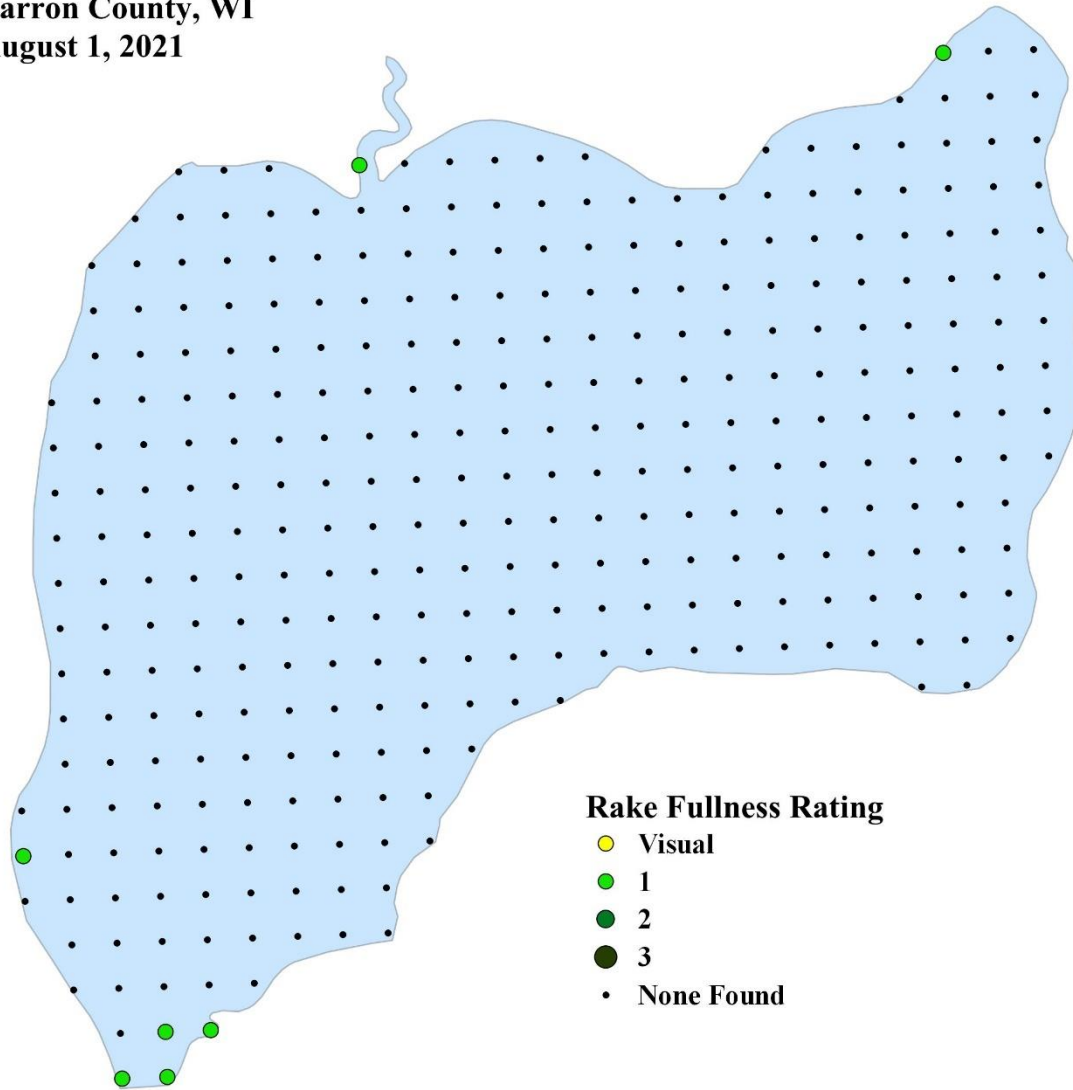 arron County, WI
ugust 1, 2021
Rake Fullness Rating
Visual
1
2
3
None Found